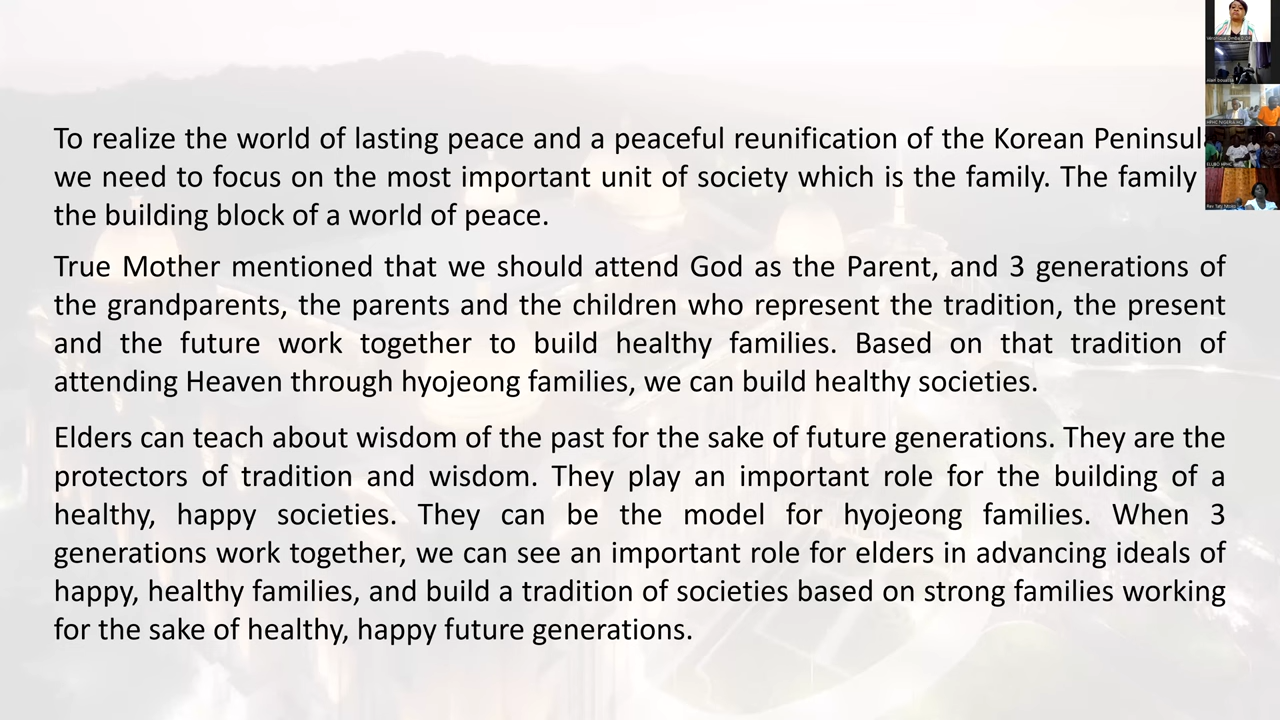 To realize the world of lasting peace and a peaceful reunification of the Korean
we need to focus on the most important unit of society which is the family. The family
the building block of a world of peace.
True Mother mentioned that we should attend God as the Parent, and 3 generations of
the grandparents, the parents and the children who represent the tradition, the present
and the future work together to build healthy families. Based on that tradition of
attending Heaven through hyojeong families, we can build healthy societies.
Elders can teach about wisdom of the past for the sake of future generations. They are the
protectors of tradition and wisdom. They play an important role for the building of a
healthy, happy societies. They can be the model for hyojeong families. When 3
generations work together, we can see an important role for elders in advancing ideals of
happy, healthy families, and build a tradition of societies based on strong families working
for the sake of healthy, happy future generations.